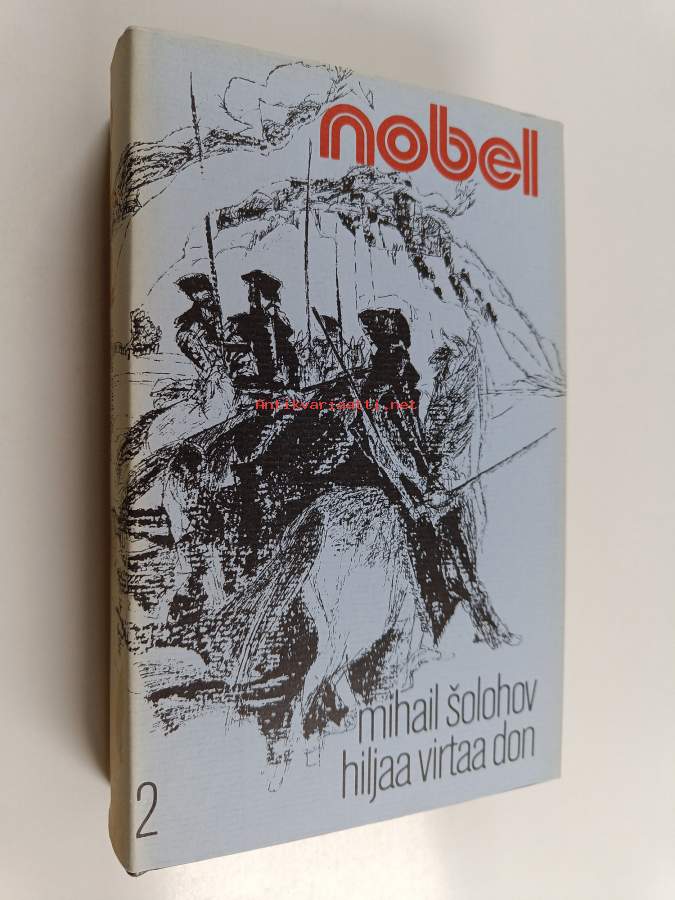 nobel
Antikvariaatti.net
mihail šolohov
hiljaa virtaa don
2